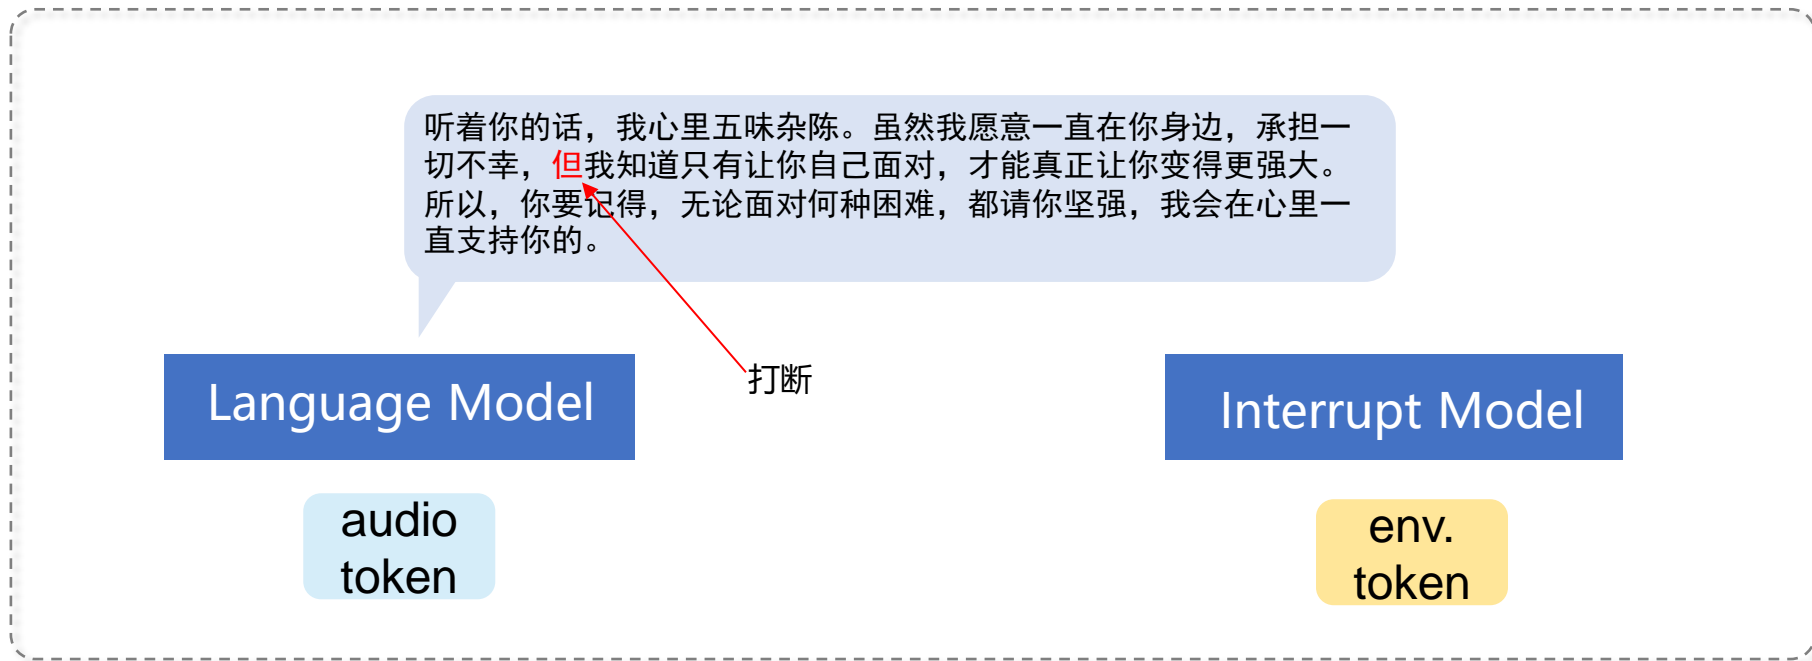 听着你的话，我心里五味杂陈。虽然我愿意一直在你身边，承担一
切不幸，但我知道只有让你自己面对，才能真正让你变得更强大。
所以，你要记得，无论面对何种困难，都请你坚强，我会在心里一
直支持你的。
打断
Language Model
Interrupt Model
audio
token
env.
token